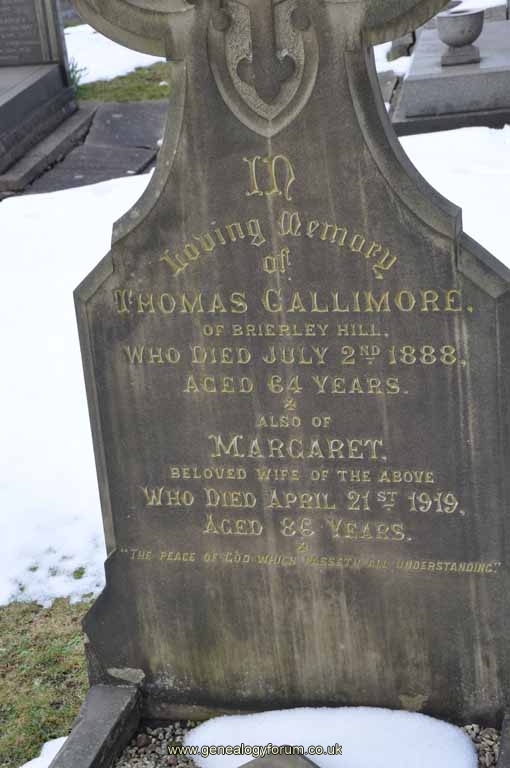 IN
Loving Memory
of
THOMAS GALLIMORE,
OF BRIERLEY HILL,
WHO DIED JULY 2ND 1888,
AGED 64 YEARS.
ALSO OF
MARGARET,
BELOVED WIFE OF THE ABOVE
WHO DIED APRIL 21ST 1919,
AGED 86 YEARS.
"THE PEACE OF GOD WHICH PASSETH ALL UNDERSTANDING."
www.genealogyforum.co.uk